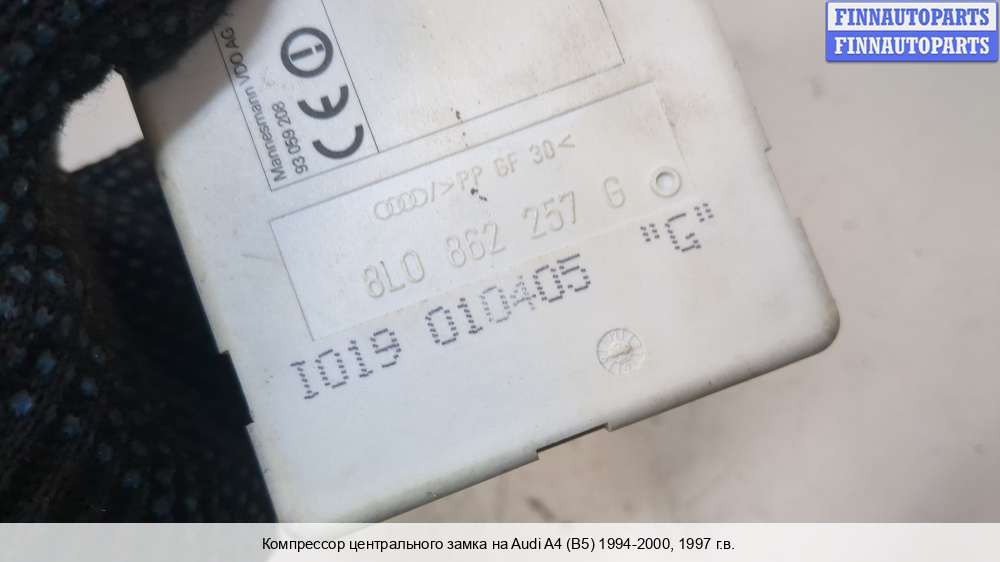 FINNAUTOPARTS
FINNAUTOPARTS
Mannesmann VDO AG
93 059 208
CE
/>PP GF 30<
8L0 862 257 G
1019 010405 "G"
Компрессор центрального замка на Audi A4 (B5) 1994-2000, 1997 г.в.